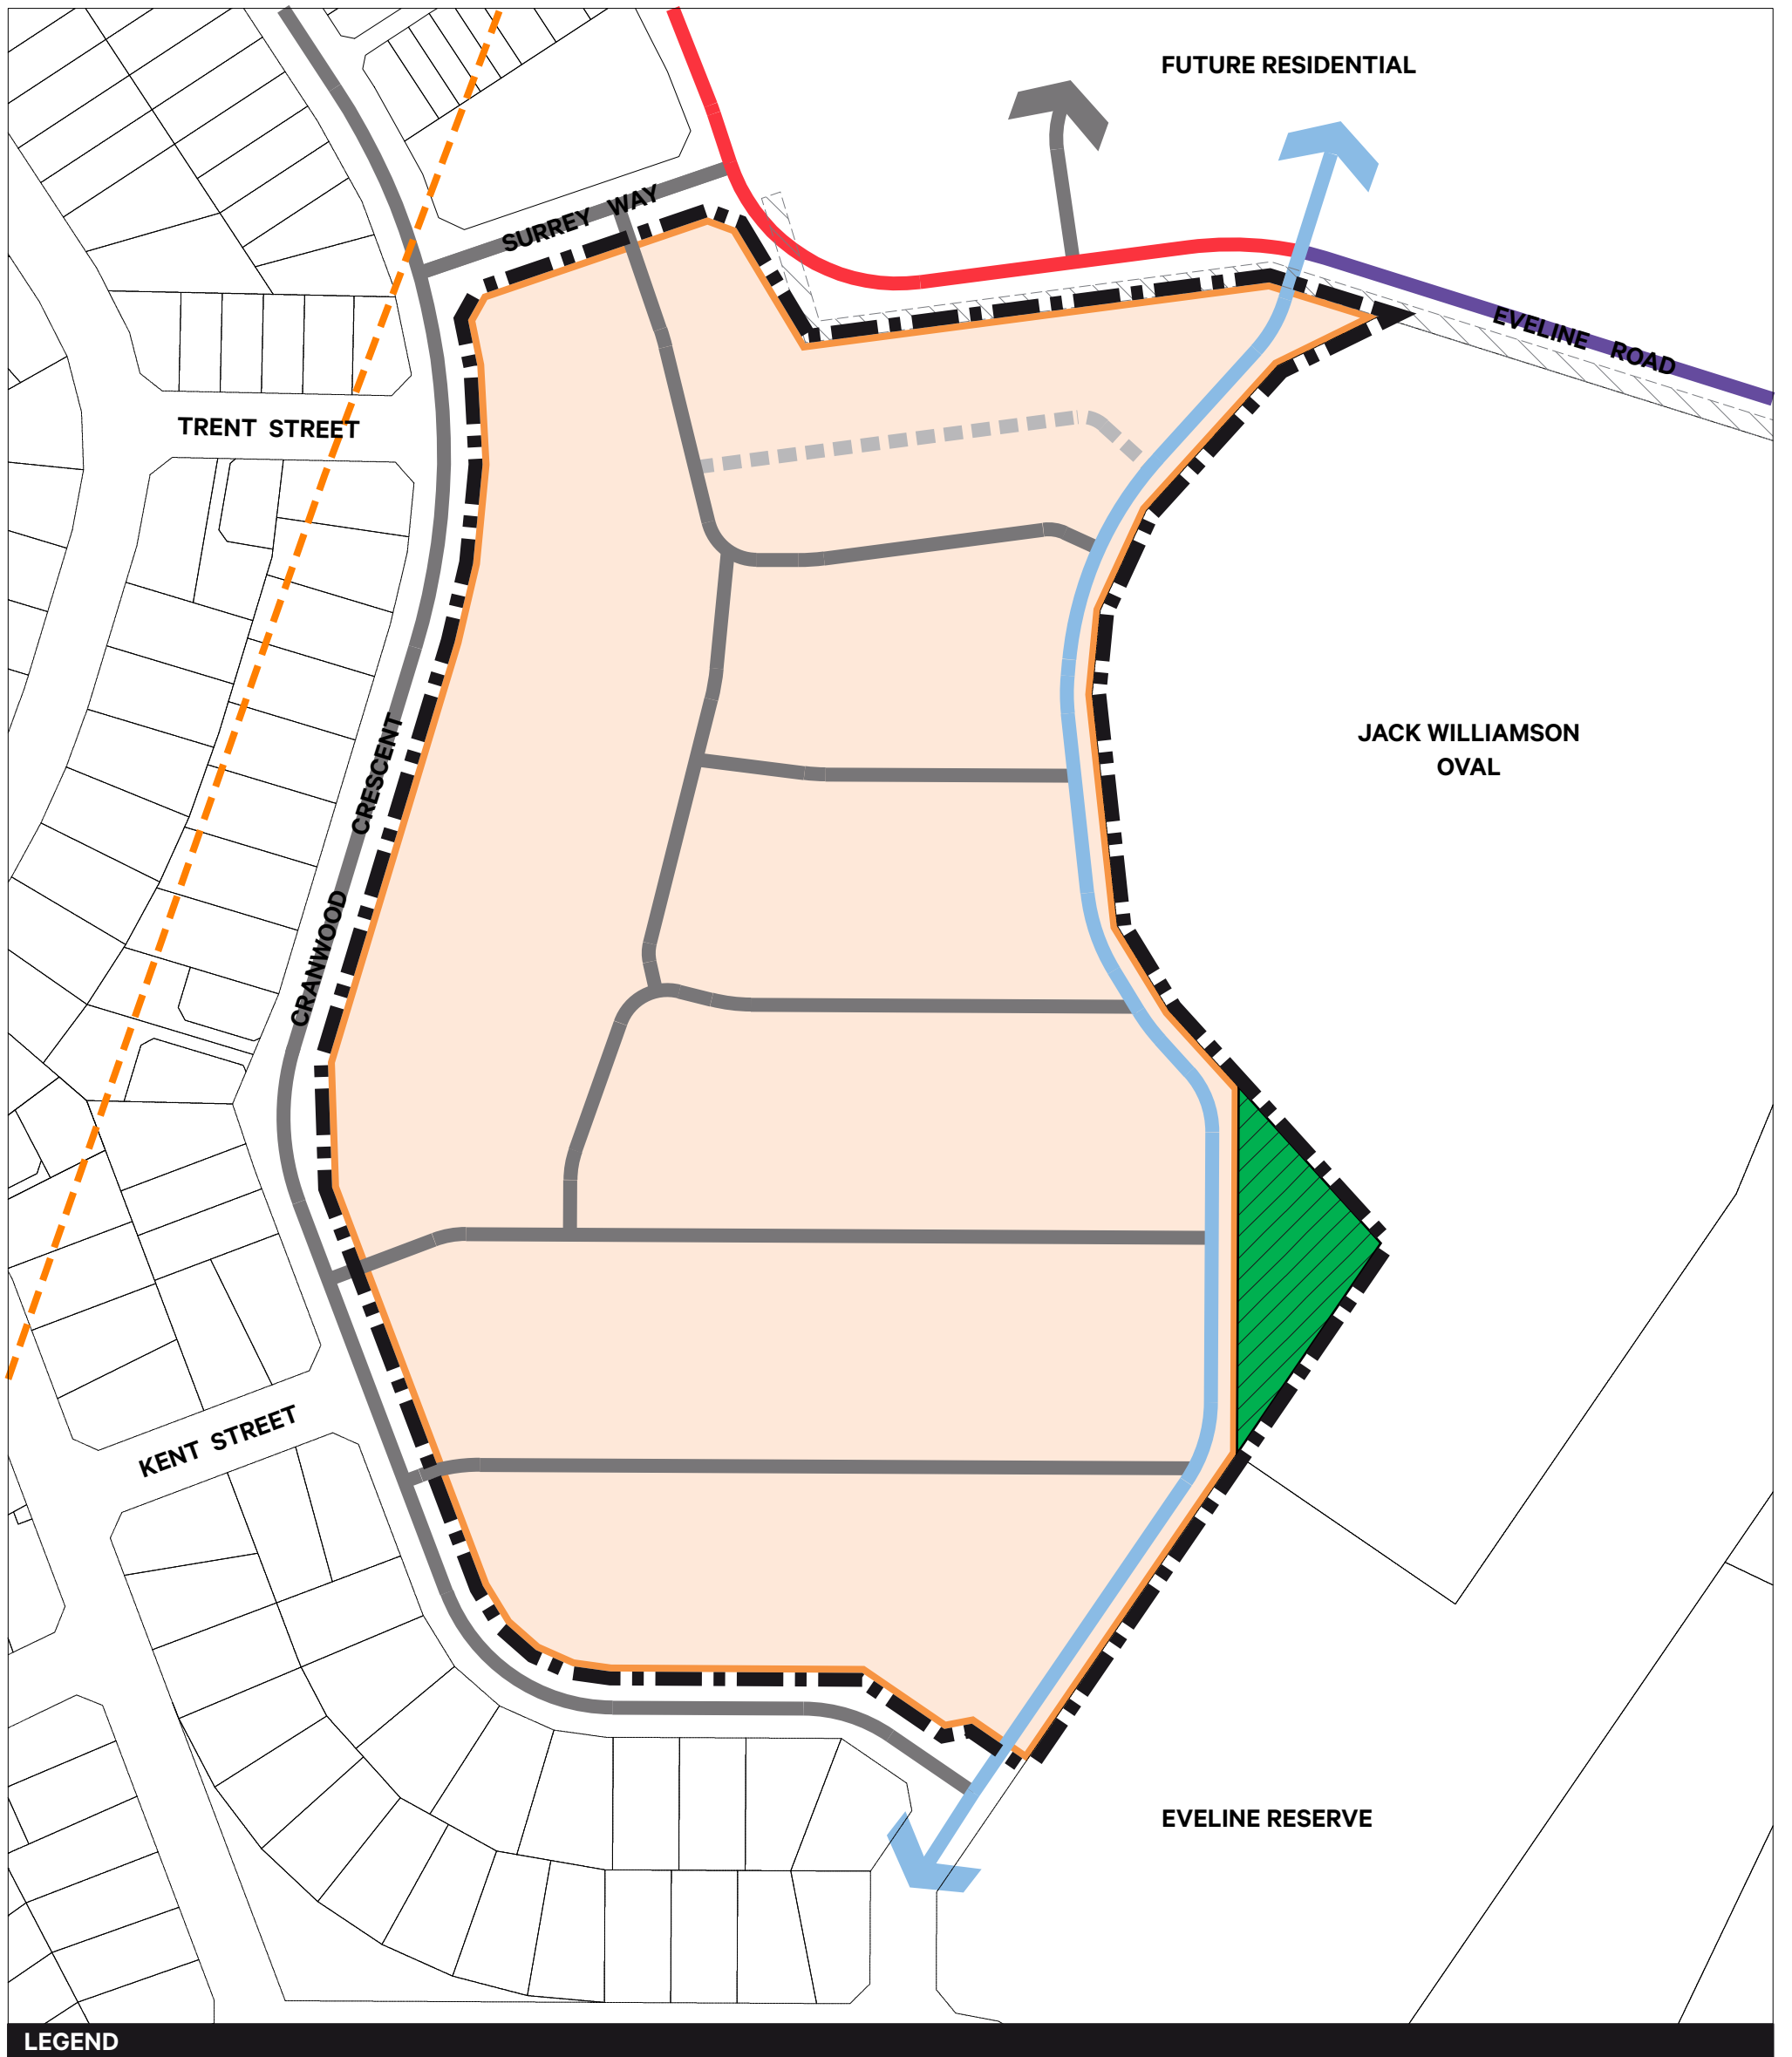 FUTURE RESIDENTIAL
SURREY WAY
EVELINE ROAD
TRENT STREET
JACK WILLIAMSON
OVAL
CRANWOOD CRESCENT
KENT STREET
EVELINE RESERVE
LEGEND